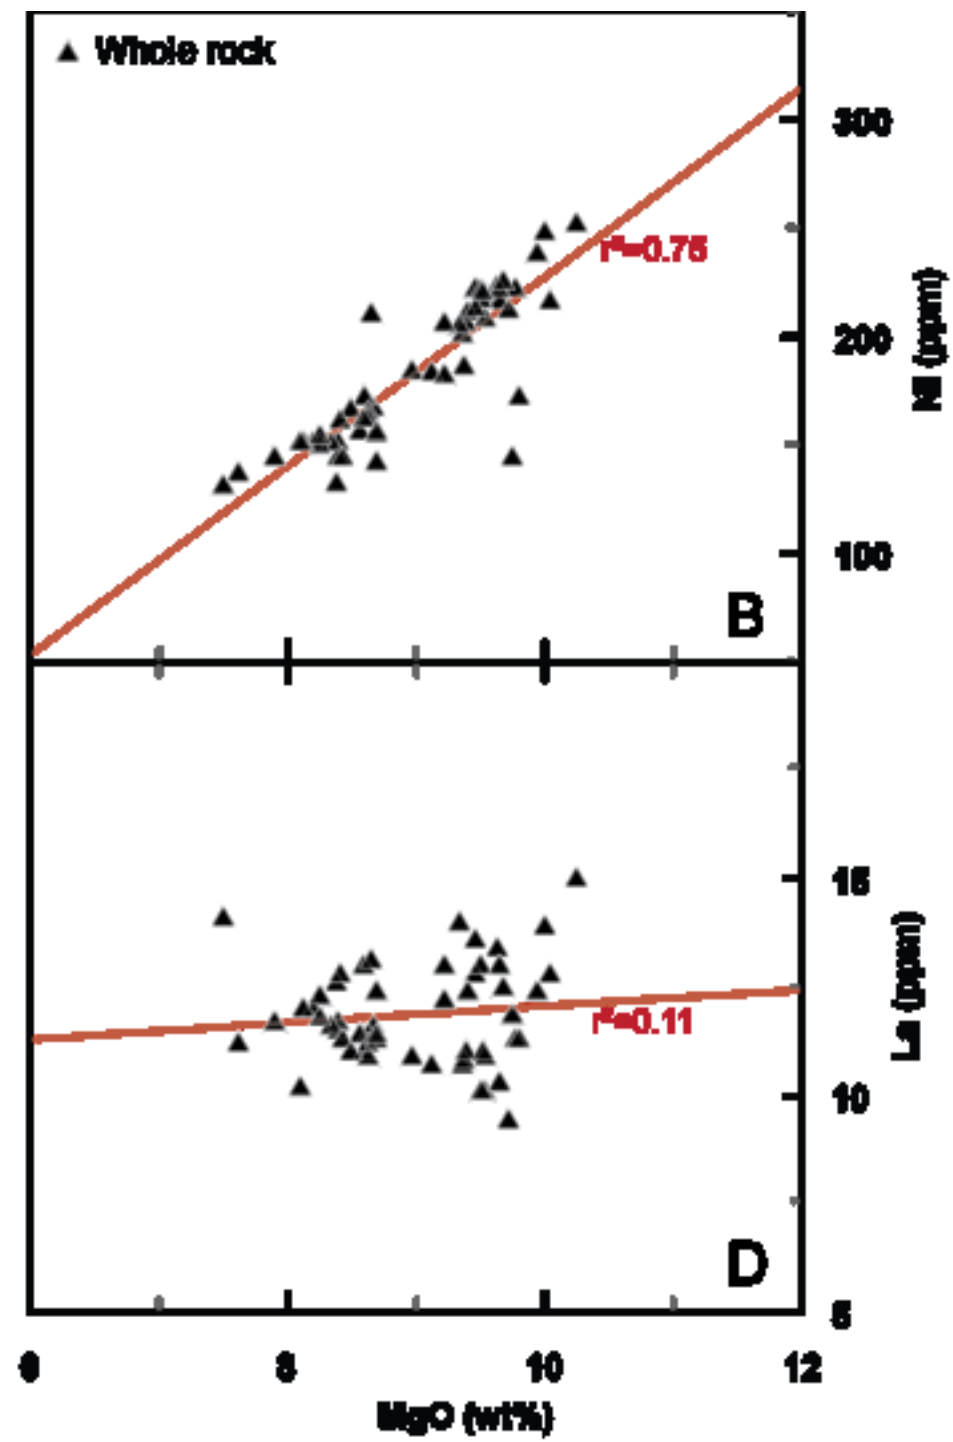 ▲ Whole rock
300
r²=0.75
200
Ni (ppm)
100
B
15
La (ppm)
r²=0.11
10
D
5
6 8 10 12
MgO (wt%)